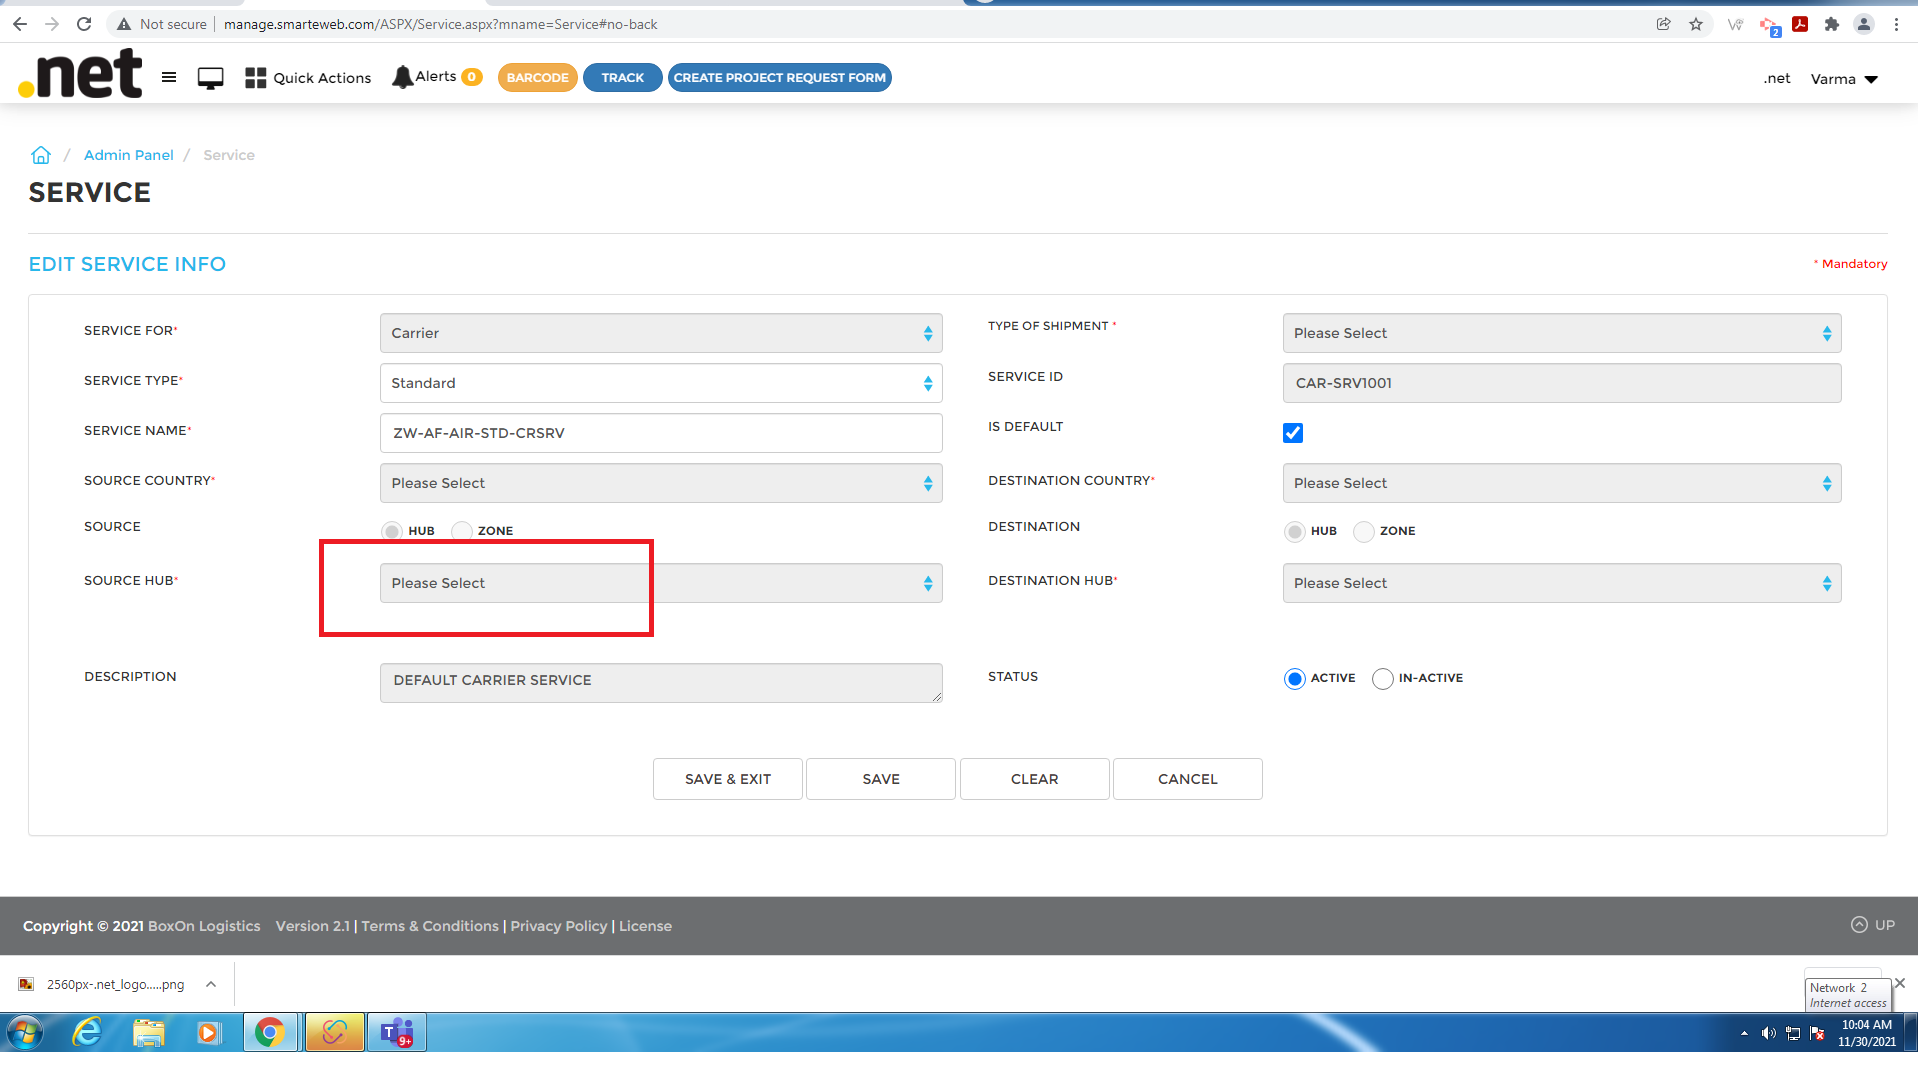 Not secure | manage.smarteweb.com/ASPX/Service.aspx?mname=Service#no-back
2
.net Quick Actions Alerts 0 BARCODE TRACK CREATE PROJECT REQUEST FORM .net Varma
/ Admin Panel / Service
SERVICE
EDIT SERVICE INFO * Mandatory
SERVICE FOR* Carrier TYPE OF SHIPMENT * Please Select
SERVICE TYPE* Standard SERVICE ID CAR-SRV1001
SERVICE NAME* ZW-AF-AIR-STD-CRSRV IS DEFAULT
SOURCE COUNTRY* Please Select DESTINATION COUNTRY* Please Select
SOURCE HUB ZONE DESTINATION HUB ZONE
SOURCE HUB* Please Select DESTINATION HUB* Please Select
DESCRIPTION DEFAULT CARRIER SERVICE STATUS ACTIVE IN-ACTIVE
SAVE & EXIT SAVE CLEAR CANCEL
Copyright © 2021 BoxOn Logistics Version 2.1 | Terms & Conditions | Privacy Policy | License UP
2560px-.net_logo.....png
Network 2
Internet access
T 9+
10:04 AM
11/30/2021